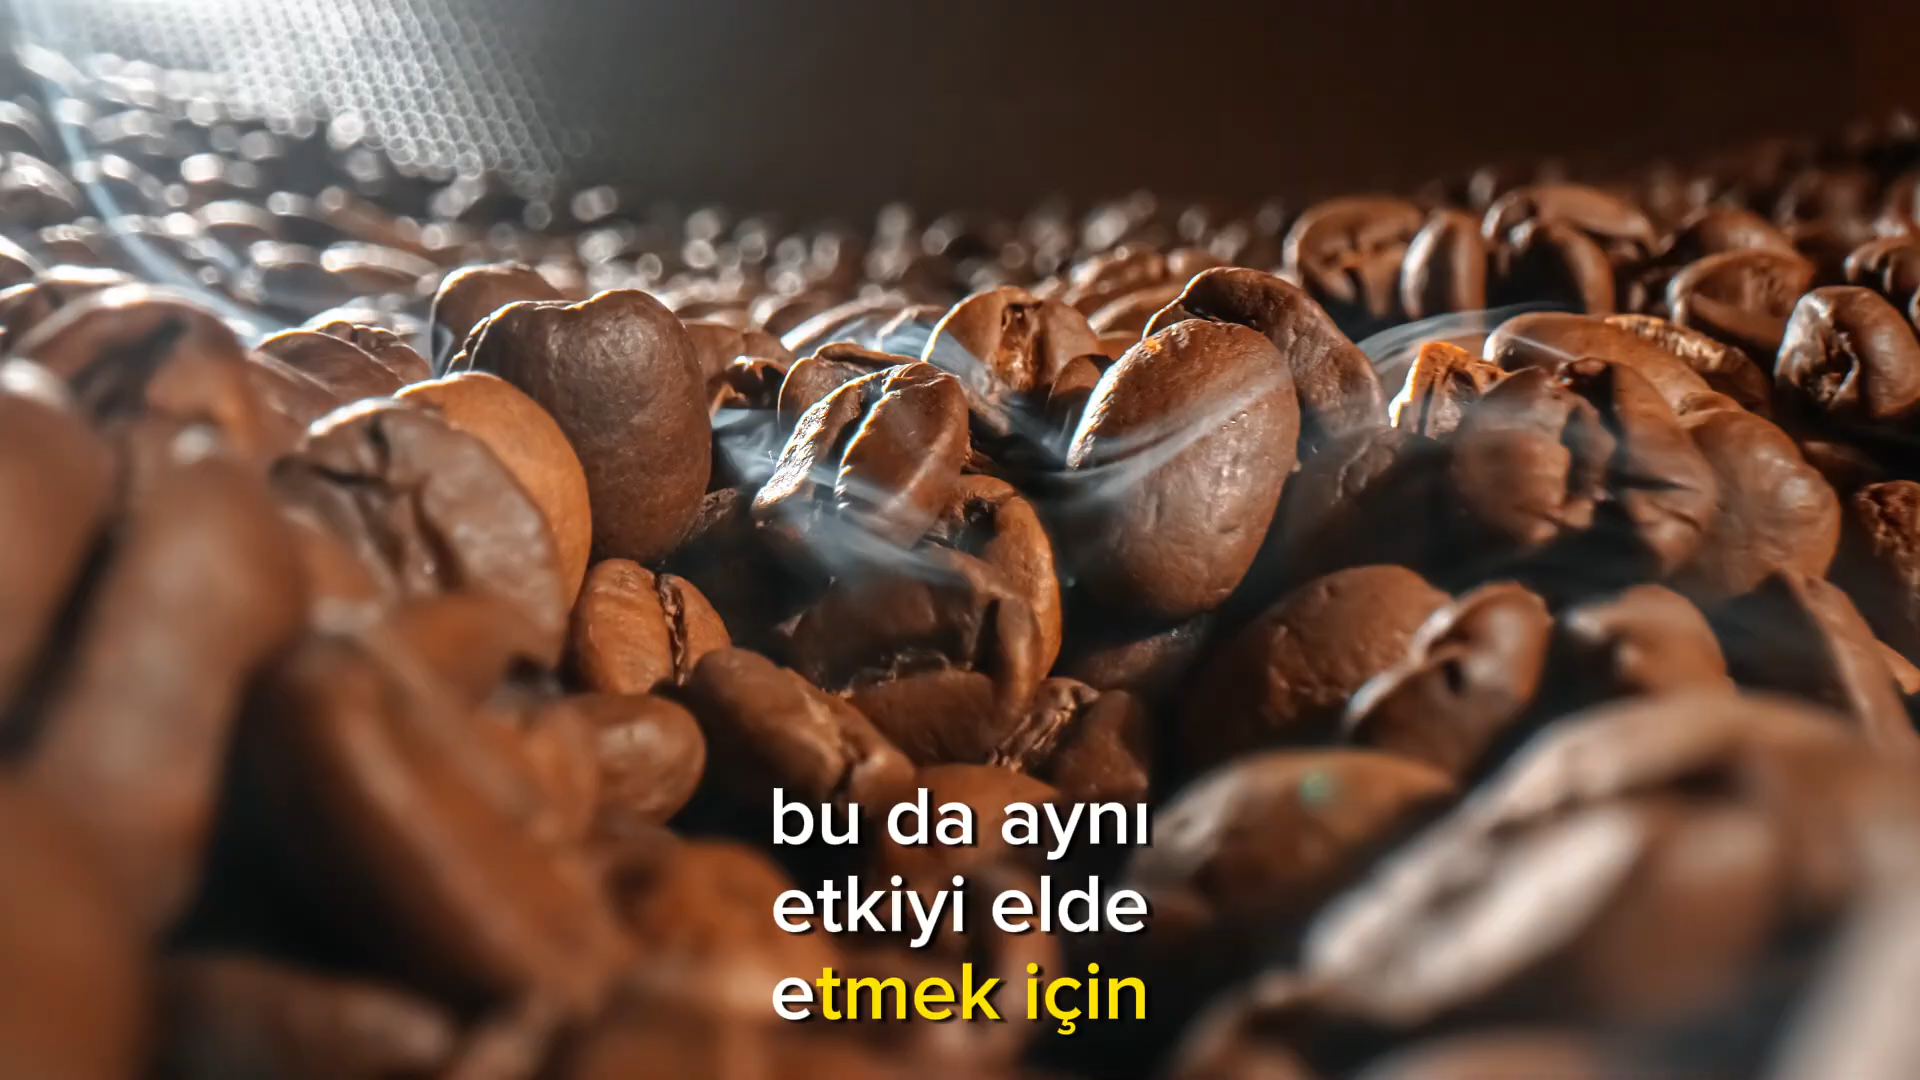 bu da aynı
etkiyi elde
etmek için